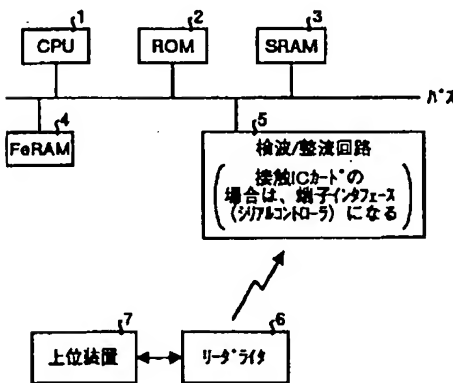 1 2 3
CPU ROM SRAM
バス
4 5
FeRAM
検波/整流回路
(接触ICカードの
場合は、端子インタフェース
(シリアルコントローラ)になる)
7 6
上位装置 リーダライタ